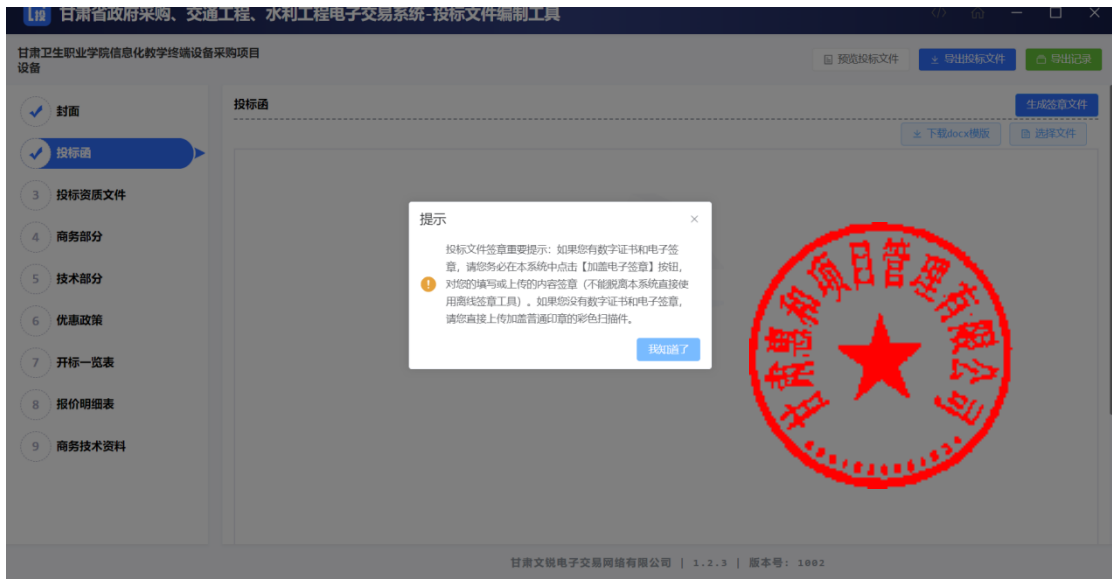 L投 甘肃省政府采购、交通工程、水利工程电子交易系统-投标文件编制工具
甘肃卫生职业学院信息化教学终端设备采购项目
设备
预览投标文件
导出投标文件
导出记录
封面
投标函
3 投标资质文件
4 商务部分
5 技术部分
6 优惠政策
7 开标一览表
8 报价明细表
9 商务技术资料
投标函
生成签章文件
下载docx模版
选择文件
提示
投标文件签章重要提示：如果您有数字证书和电子签
章，请您务必在本系统中点击【加盖电子签章】按钮，
对您的填写或上传的内容签章（不能脱离本系统直接使
用离线签章工具）。如果您没有数字证书和电子签章，
请您直接上传加盖普通印章的彩色扫描件。
我知道了
甘肃文锐电子交易网络有限公司 | 1.2.3 | 版本号: 1002